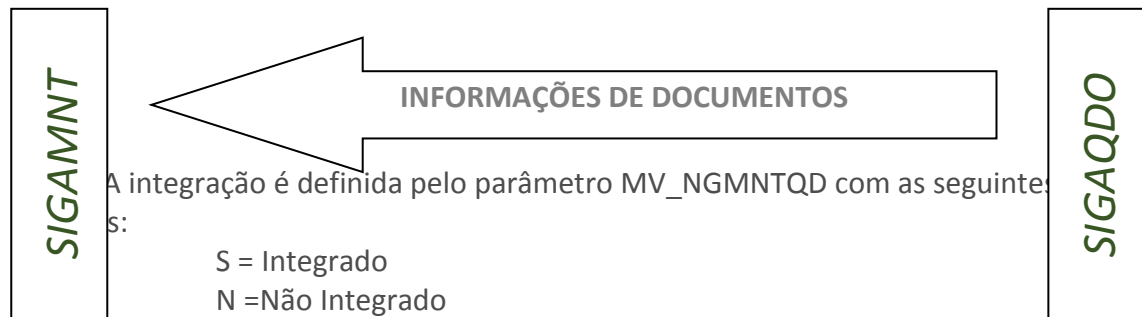 SIGAMNT
INFORMAÇÕES DE DOCUMENTOS
SIGAQDO
A integração é definida pelo parâmetro MV_NGMNTQD com as seguintes
s:
S = Integrado
N =Não Integrado